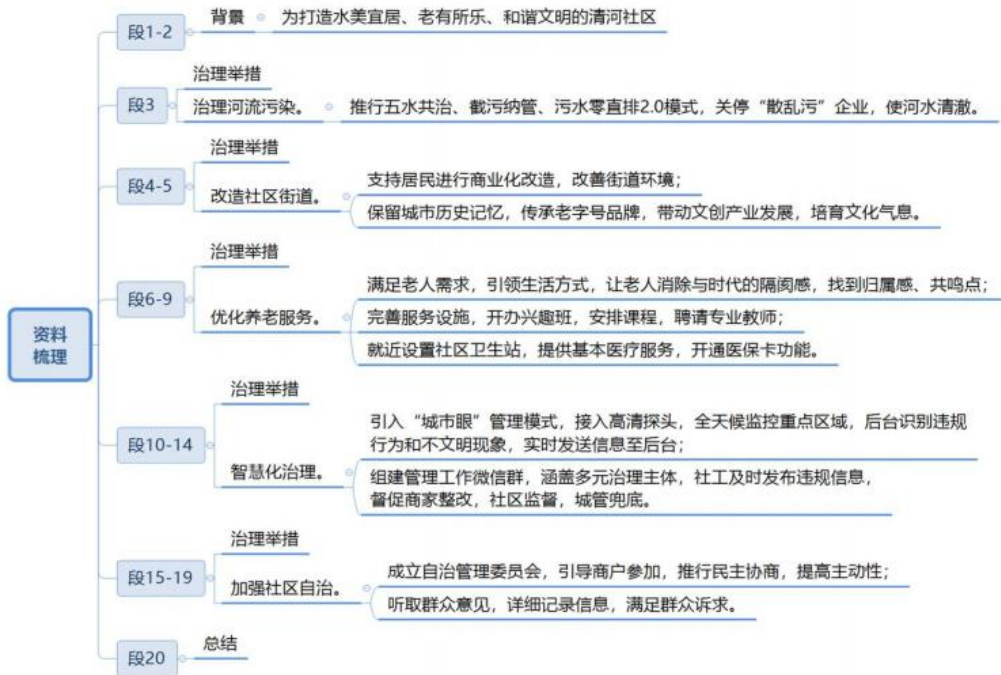 资料
梳理
段1-2
背景
为打造水美宜居、老有所乐、和谐文明的清河社区
段3
治理举措
治理河流污染。
推行五水共治、截污纳管、污水零直排2.0模式，关停“散乱污”企业，使河水清澈。
段4-5
治理举措
改造社区街道。
支持居民进行商业化改造，改善街道环境；
保留城市历史记忆，传承老字号品牌，带动文创产业发展，培育文化气息。
段6-9
治理举措
优化养老服务。
满足老人需求，引领生活方式，让老人消除与时代的隔阂感，找到归属感、共鸣点；
完善服务设施，开办兴趣班，安排课程，聘请专业教师；
就近设置社区卫生站，提供基本医疗服务，开通医保卡功能。
段10-14
治理举措
智慧化治理。
引入“城市眼”管理模式，接入高清探头，全天候监控重点区域，后台识别违规
行为和不文明现象，实时发送信息至后台；
组建管理工作微信群，涵盖多元治理主体，社工及时发布违规信息，
督促商家整改，社区监督，城管兜底。
段15-19
治理举措
加强社区自治。
成立自治管理委员会，引导商户参加，推行民主协商，提高主动性；
听取群众意见，详细记录信息，满足群众诉求。
段20
总结